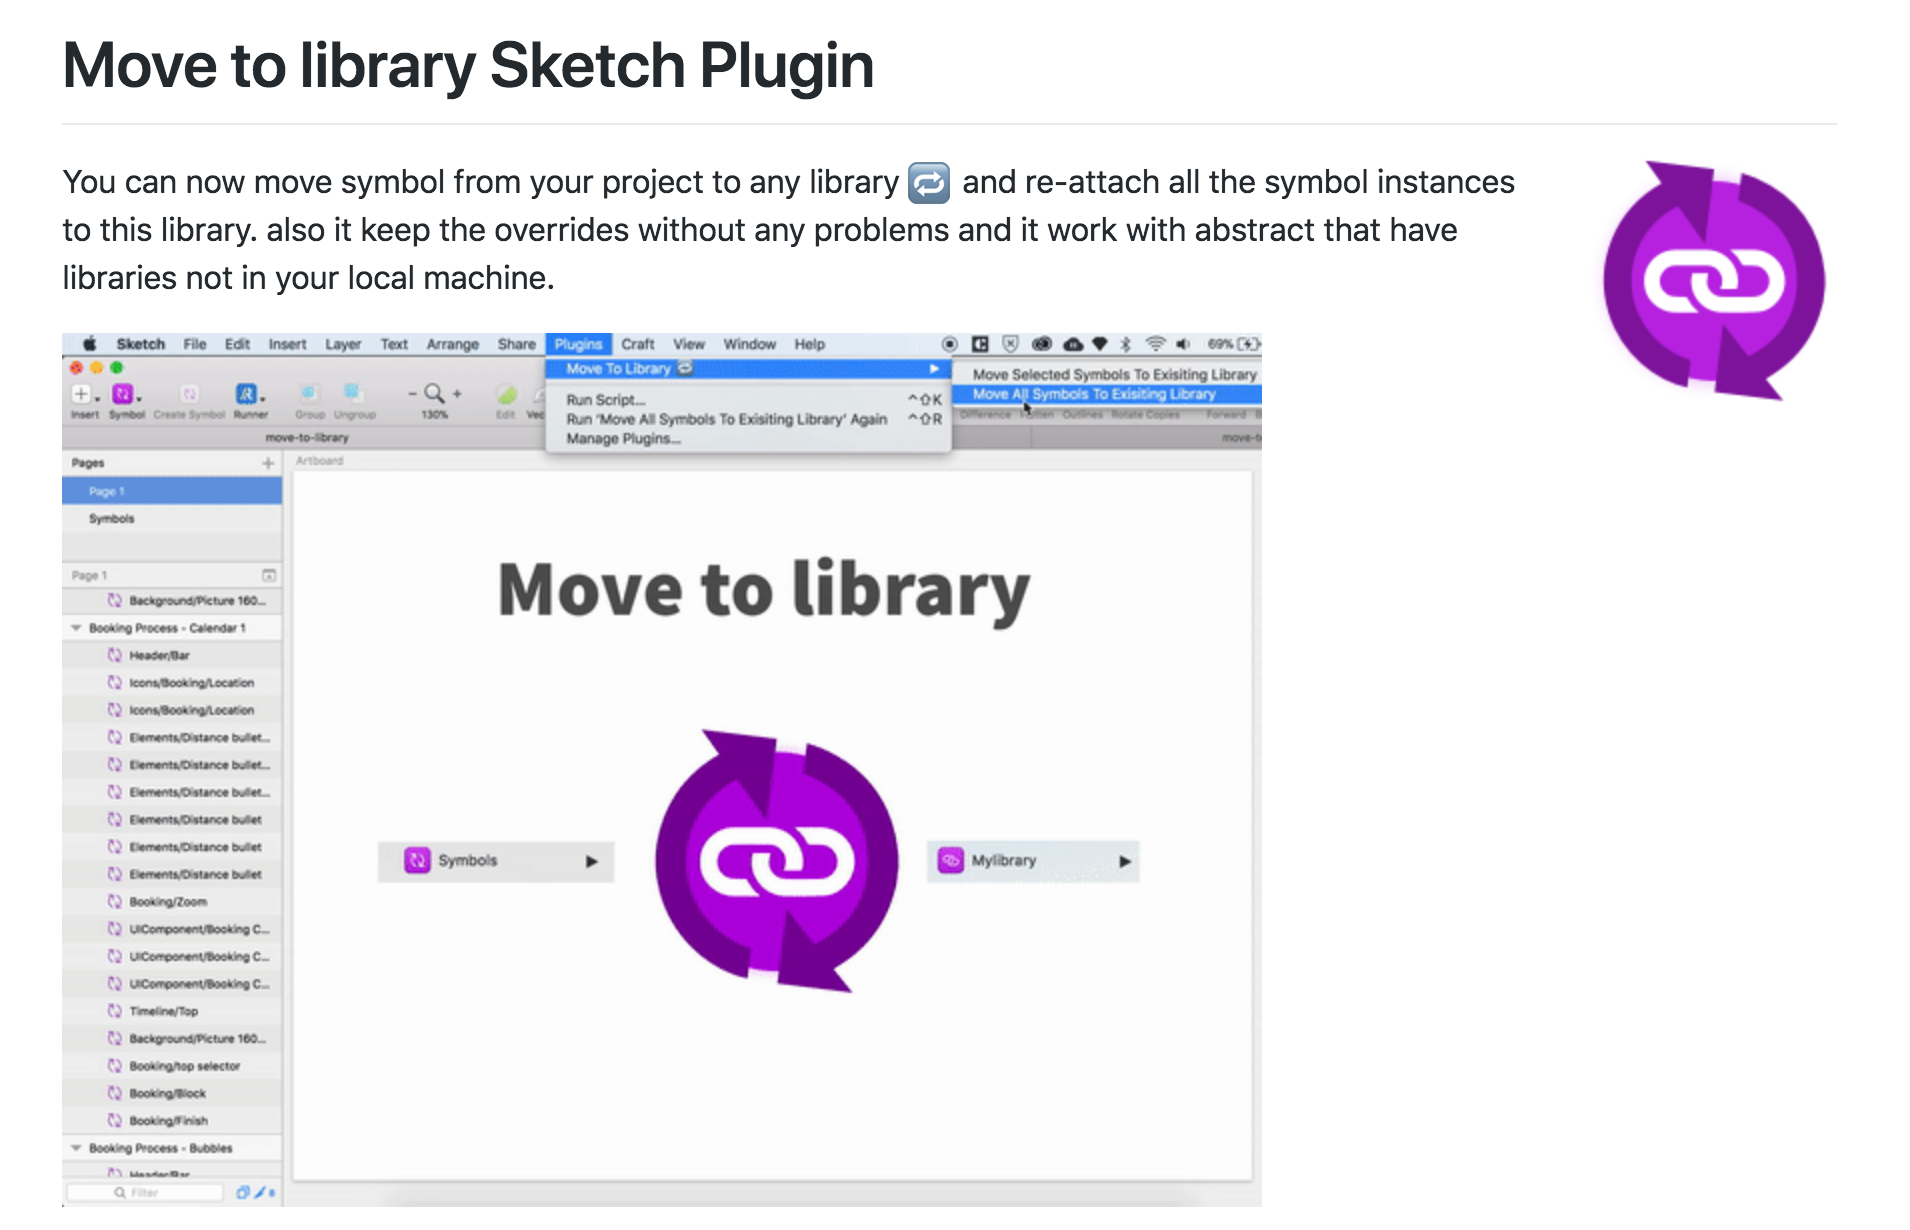 Move to library Sketch Plugin
You can now move symbol from your project to any library 🔁 and re-attach all the symbol instances
to this library. also it keep the overrides without any problems and it work with abstract that have
libraries not in your local machine.
Sketch File Edit Insert Layer Text Arrange Share Plugins Craft View Window Help 69%
Move To Library
Move Selected Symbols To Exisiting Library
Move All Symbols To Exisiting Library
Run Script... ^⇧K
Run 'Move All Symbols To Exisiting Library' Again ^⇧R
Manage Plugins...
Insert Symbol Create Symbol Runner Group Ungroup 130% Edit Vec Difference Outlines Rotate Copies Forward
move-to-library
Pages
Artboard
Page 1
Symbols
Page 1
Background/Picture 160...
Booking Process - Calendar 1
Header/Bar
Icons/Booking/Location
Icons/Booking/Location
Elements/Distance bullet...
Elements/Distance bullet...
Elements/Distance bullet...
Elements/Distance bullet
Elements/Distance bullet
Elements/Distance bullet
Booking/Zoom
UIComponent/Booking C...
UIComponent/Booking C...
UIComponent/Booking C...
Timeline/Top
Background/Picture 160...
Booking/top selector
Booking/Block
Booking/Finish
Booking Process - Bubbles
Header/Bar
Filter
Move to library
Symbols
Mylibrary